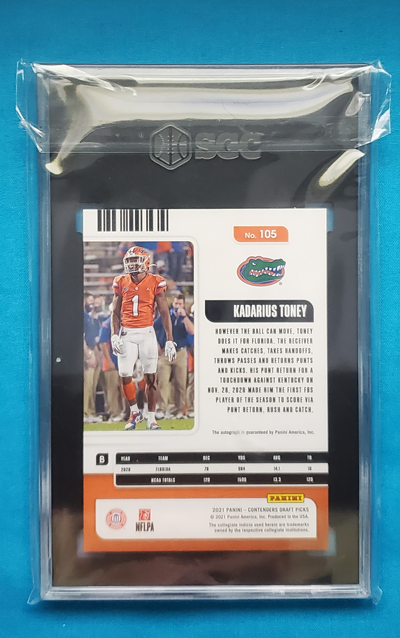 SGC
No. 105
KADARIUS TONEY
1
HOWEVER THE BALL CAN MOVE, TONEY
DOES IT FOR FLORIDA. THE RECEIVER
MAKES CATCHES, TAKES HANDOFFS,
THROWS PASSES AND RETURNS PUNTS
AND KICKS. HIS PUNT RETURN FOR A
TOUCHDOWN AGAINST KENTUCKY ON
NOV. 28, 2020 MADE HIM THE FIRST FBS
PLAYER OF THE SEASON TO SCORE VIA
PUNT RETURN, RUSH AND CATCH.
The autograph is guaranteed by Panini America, Inc.
B YEAR TEAM REC YDS AVG TD
2020 FLORIDA 70 984 14.1 10
NCAA TOTALS 120
PANINI
2021 PANINI - CONTENDERS DRAFT PICKS
© 2021 Panini America, Inc. Produced in the USA.
The collegiate indicia used herein are trademarks
owned by the respective collegiate institutions.
NFLPA